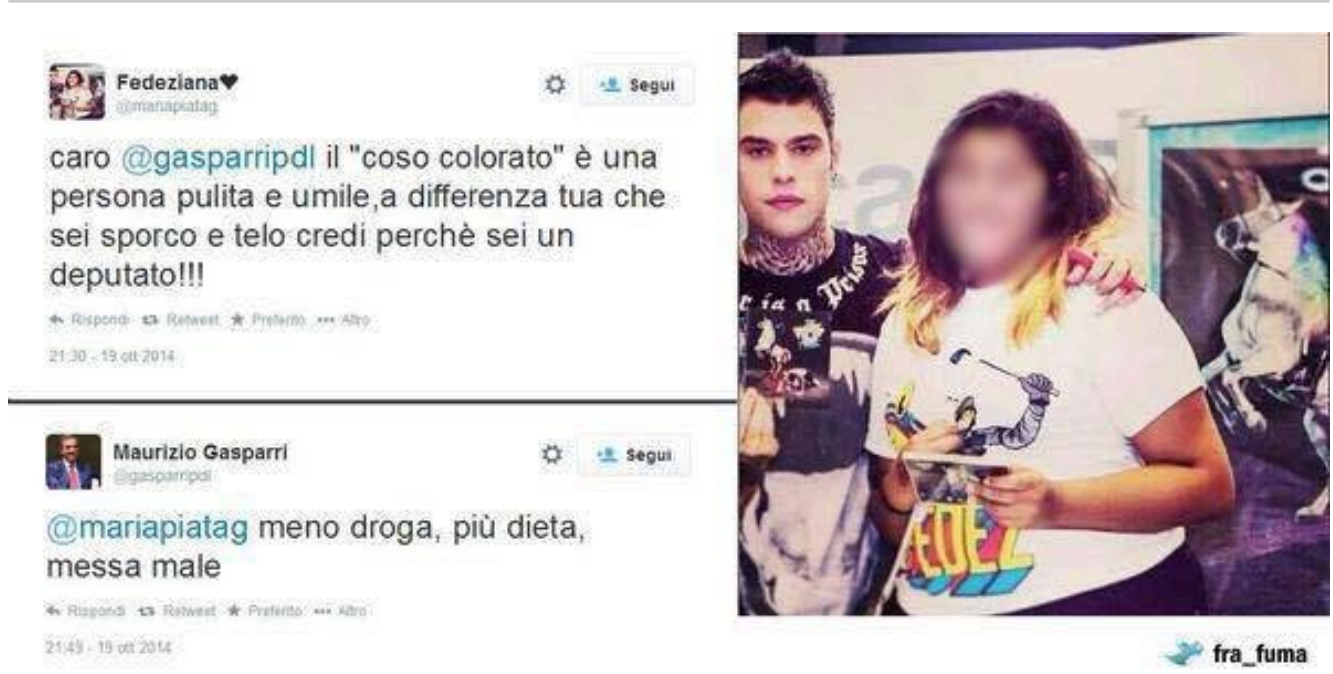 Fedeziana♥
@mariapiatag
Segui
caro @gasparripdl il "coso colorato" è una
persona pulita e umile,a differenza tua che
sei sporco e telo credi perchè sei un
deputato!!!
Rispondi Retweet Preferito Altro
21:30 - 19 ott 2014
Maurizio Gasparri
@gasparripdl
Segui
@mariapiatag meno droga, più dieta,
messa male
Rispondi Retweet Preferito Altro
21:49 - 19 ott 2014
Prisos
FEDEZ
fra_fuma